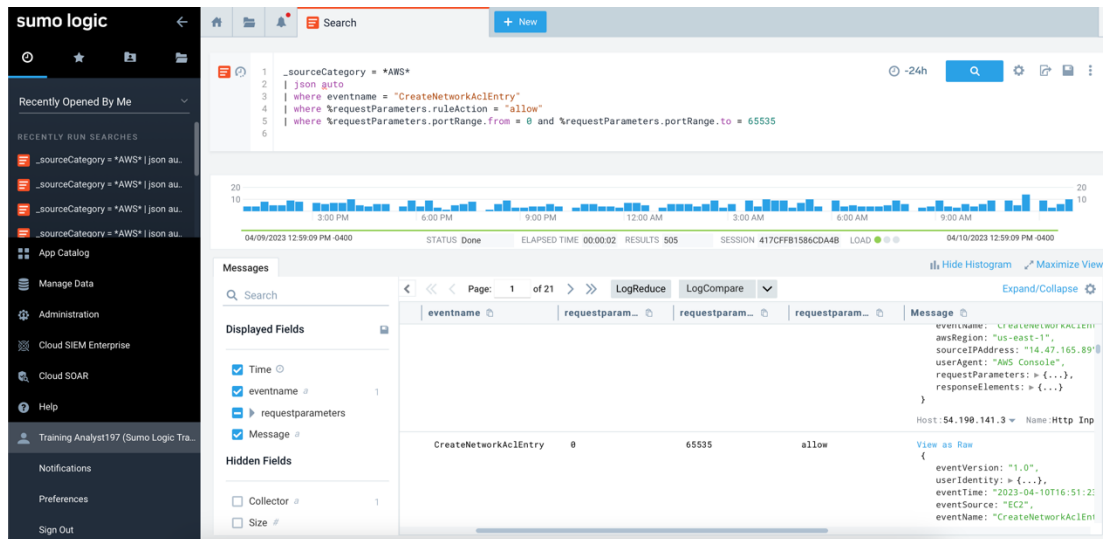 sumo logic
Search
+ New
Recently Opened By Me
RECENTLY RUN SEARCHES
_sourceCategory = *AWS* | json au..
_sourceCategory = *AWS* | json au..
_sourceCategory = *AWS* | json au..
_sourceCategory = *AWS* | json au..
App Catalog
Manage Data
Administration
Cloud SIEM Enterprise
Cloud SOAR
Help
Training Analyst197 (Sumo Logic Tra...
Notifications
Preferences
Sign Out
1 _sourceCategory = *AWS*
2 | json auto
3 | where eventname = "CreateNetworkAclEntry"
4 | where %requestParameters.ruleAction = "allow"
5 | where %requestParameters.portRange.from = 0 and %requestParameters.portRange.to = 65535
6
-24h
20 20
10 10
3:00 PM 6:00 PM 9:00 PM 12:00 AM 3:00 AM 6:00 AM 9:00 AM
04/09/2023 12:59:09 PM -0400 STATUS Done ELAPSED TIME 00:00:02 RESULTS 505 SESSION 417CFFB1586CDA4B LOAD 04/10/2023 12:59:09 PM -0400
Messages
Hide Histogram Maximize View
Search
Page: 1 of 21 LogReduce LogCompare Expand/Collapse
Displayed Fields
Time
eventname a 1
requestparameters
Message a
Hidden Fields
Collector a 1
Size #
eventname requestparam... requestparam... requestparam... Message
eventName: "CreateNetworkAclEnt
awsRegion: "us-east-1",
sourceIPAddress: "14.47.165.89"
userAgent: "AWS Console",
requestParameters: {...},
responseElements: {...}
}
Host:54.190.141.3 Name:Http Inp
CreateNetworkAclEntry 0 65535 allow View as Raw
{
eventVersion: "1.0",
userIdentity: {...},
eventTime: "2023-04-10T16:51:23
eventSource: "EC2",
eventName: "CreateNetworkAclEnt